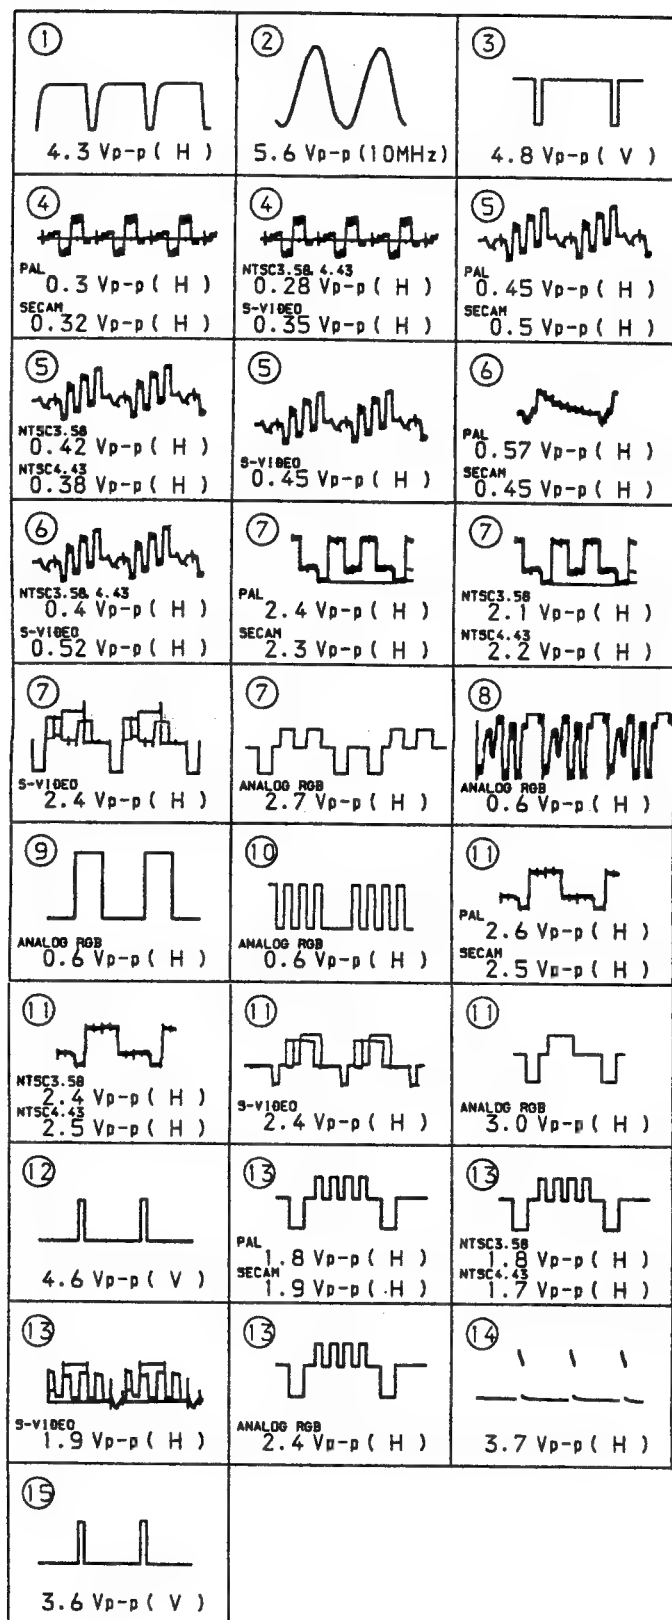 ①
4.3 Vp-p ( H )
②
5.6 Vp-p (10MHz)
③
4.8 Vp-p ( V )
④
PAL
0.3 Vp-p ( H )
SECAM
0.32 Vp-p ( H )
④
NTSC3.58, 4.43
0.28 Vp-p ( H )
S-VIDEO
0.35 Vp-p ( H )
⑤
PAL
0.45 Vp-p ( H )
SECAM
0.5 Vp-p ( H )
⑤
NTSC3.58
0.42 Vp-p ( H )
NTSC4.43
0.38 Vp-p ( H )
⑤
S-VIDEO
0.45 Vp-p ( H )
⑥
PAL
0.57 Vp-p ( H )
SECAM
0.45 Vp-p ( H )
⑥
NTSC3.58, 4.43
0.4 Vp-p ( H )
S-VIDEO
0.52 Vp-p ( H )
⑦
PAL
2.4 Vp-p ( H )
SECAM
2.3 Vp-p ( H )
⑦
NTSC3.58
2.1 Vp-p ( H )
NTSC4.43
2.2 Vp-p ( H )
⑦
S-VIDEO
2.4 Vp-p ( H )
⑦
ANALOG RGB
2.7 Vp-p ( H )
⑧
ANALOG RGB
0.6 Vp-p ( H )
⑨
ANALOG RGB
0.6 Vp-p ( H )
⑩
ANALOG RGB
0.6 Vp-p ( H )
⑪
PAL
2.6 Vp-p ( H )
SECAM
2.5 Vp-p ( H )
⑪
NTSC3.58
2.4 Vp-p ( H )
NTSC4.43
2.5 Vp-p ( H )
⑪
S-VIDEO
2.4 Vp-p ( H )
⑪
ANALOG RGB
3.0 Vp-p ( H )
⑫
4.6 Vp-p ( V )
⑬
PAL
1.8 Vp-p ( H )
SECAM
1.9 Vp-p ( H )
⑬
NTSC3.58
1.8 Vp-p ( H )
NTSC4.43
1.7 Vp-p ( H )
⑬
S-VIDEO
1.9 Vp-p ( H )
⑬
ANALOG RGB
2.4 Vp-p ( H )
⑭
3.7 Vp-p ( H )
⑮
3.6 Vp-p ( V )